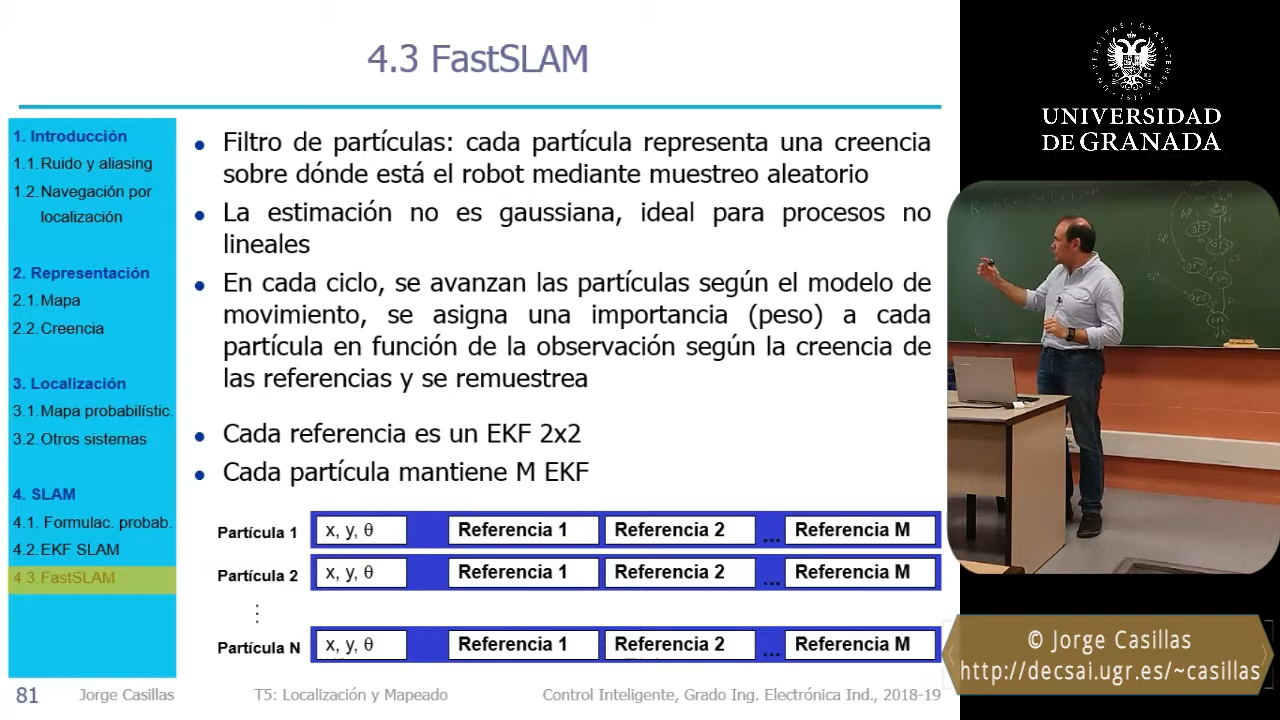 4.3 FastSLAM
1. Introducción
1.1. Ruido y aliasing
1.2. Navegación por
localización
2. Representación
2.1. Mapa
2.2. Creencia
3. Localización
3.1. Mapa probabilístic.
3.2. Otros sistemas
4. SLAM
4.1. Formulac. probab.
4.2. EKF SLAM
4.3. FastSLAM
• Filtro de partículas: cada partícula representa una creencia
sobre dónde está el robot mediante muestreo aleatorio
• La estimación no es gaussiana, ideal para procesos no
lineales
• En cada ciclo, se avanzan las partículas según el modelo de
movimiento, se asigna una importancia (peso) a cada
partícula en función de la observación según la creencia de
las referencias y se remuestrea
• Cada referencia es un EKF 2x2
• Cada partícula mantiene M EKF
Partícula 1 x, y, θ Referencia 1 Referencia 2 ... Referencia M
Partícula 2 x, y, θ Referencia 1 Referencia 2 ... Referencia M
⋮
Partícula N x, y, θ Referencia 1 Referencia 2 ... Referencia M
81 Jorge Casillas T5: Localización y Mapeado Control Inteligente, Grado Ing. Electrónica Ind., 2018-19
UNIVERSIDAD
DE GRANADA
© Jorge Casillas
http://decsai.ugr.es/~casillas